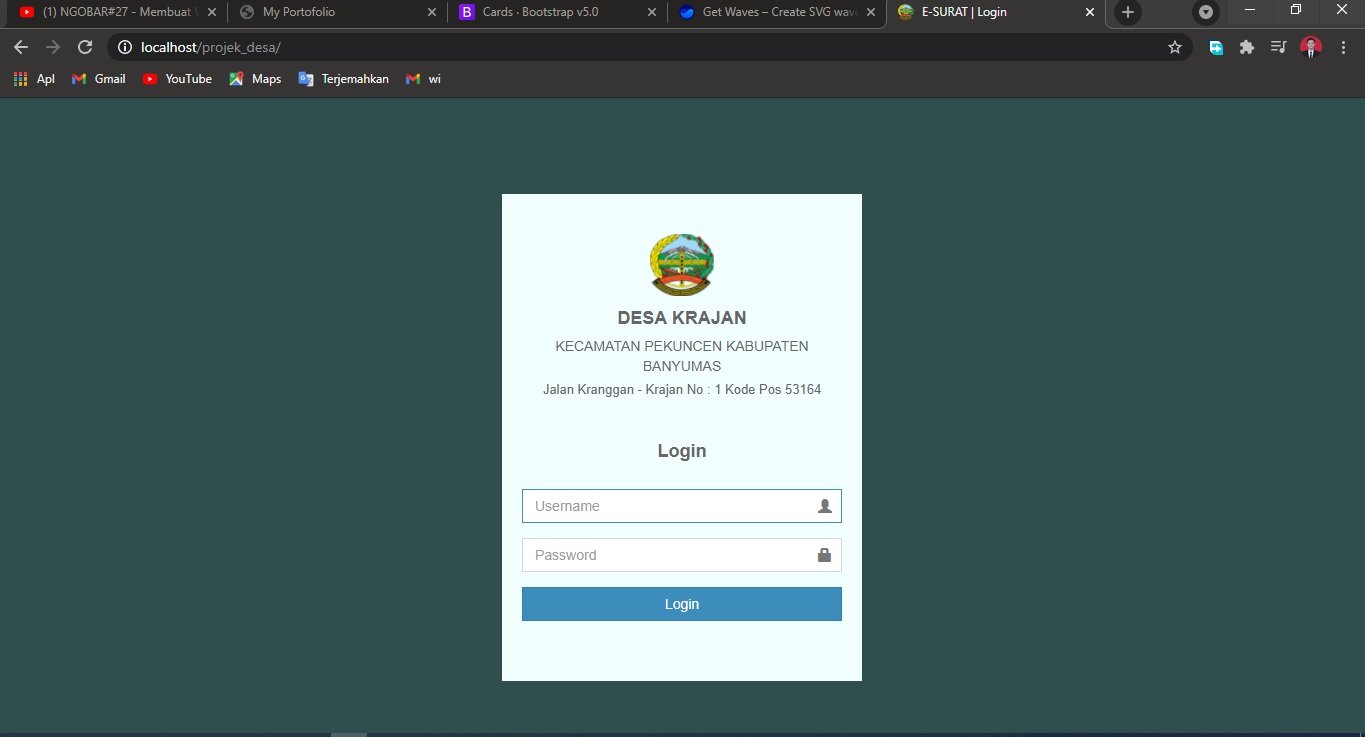 (1) NGOBAR#27 - Membuat
My Portofolio
Cards · Bootstrap v5.0
Get Waves – Create SVG wave
E-SURAT | Login
localhost/projek_desa/
Apl
Gmail
YouTube
Maps
Terjemahkan
wi
DESA KRAJAN
KECAMATAN PEKUNCEN KABUPATEN
BANYUMAS
Jalan Kranggan - Krajan No : 1 Kode Pos 53164
Login
Username
Password
Login